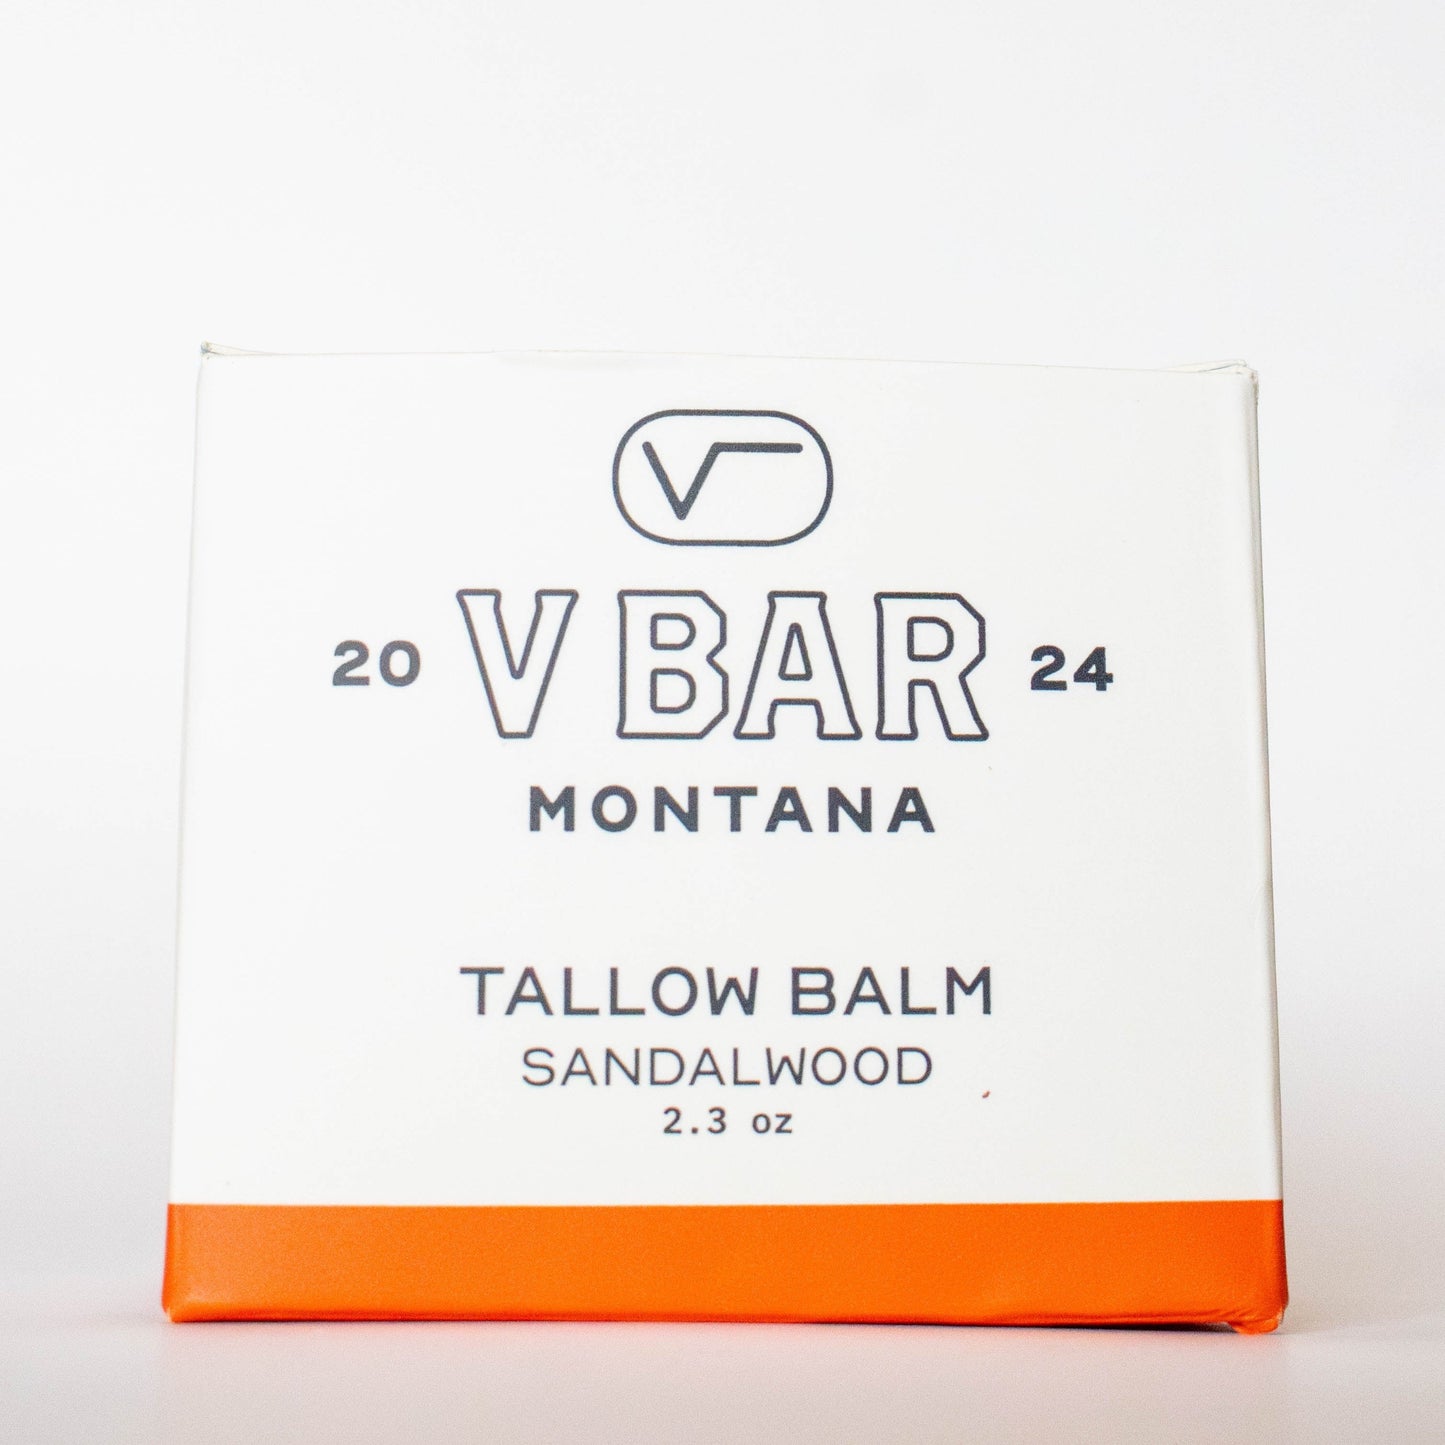 20 V BAR 24
MONTANA
TALLOW BALM
SANDALWOOD
2.3 oz